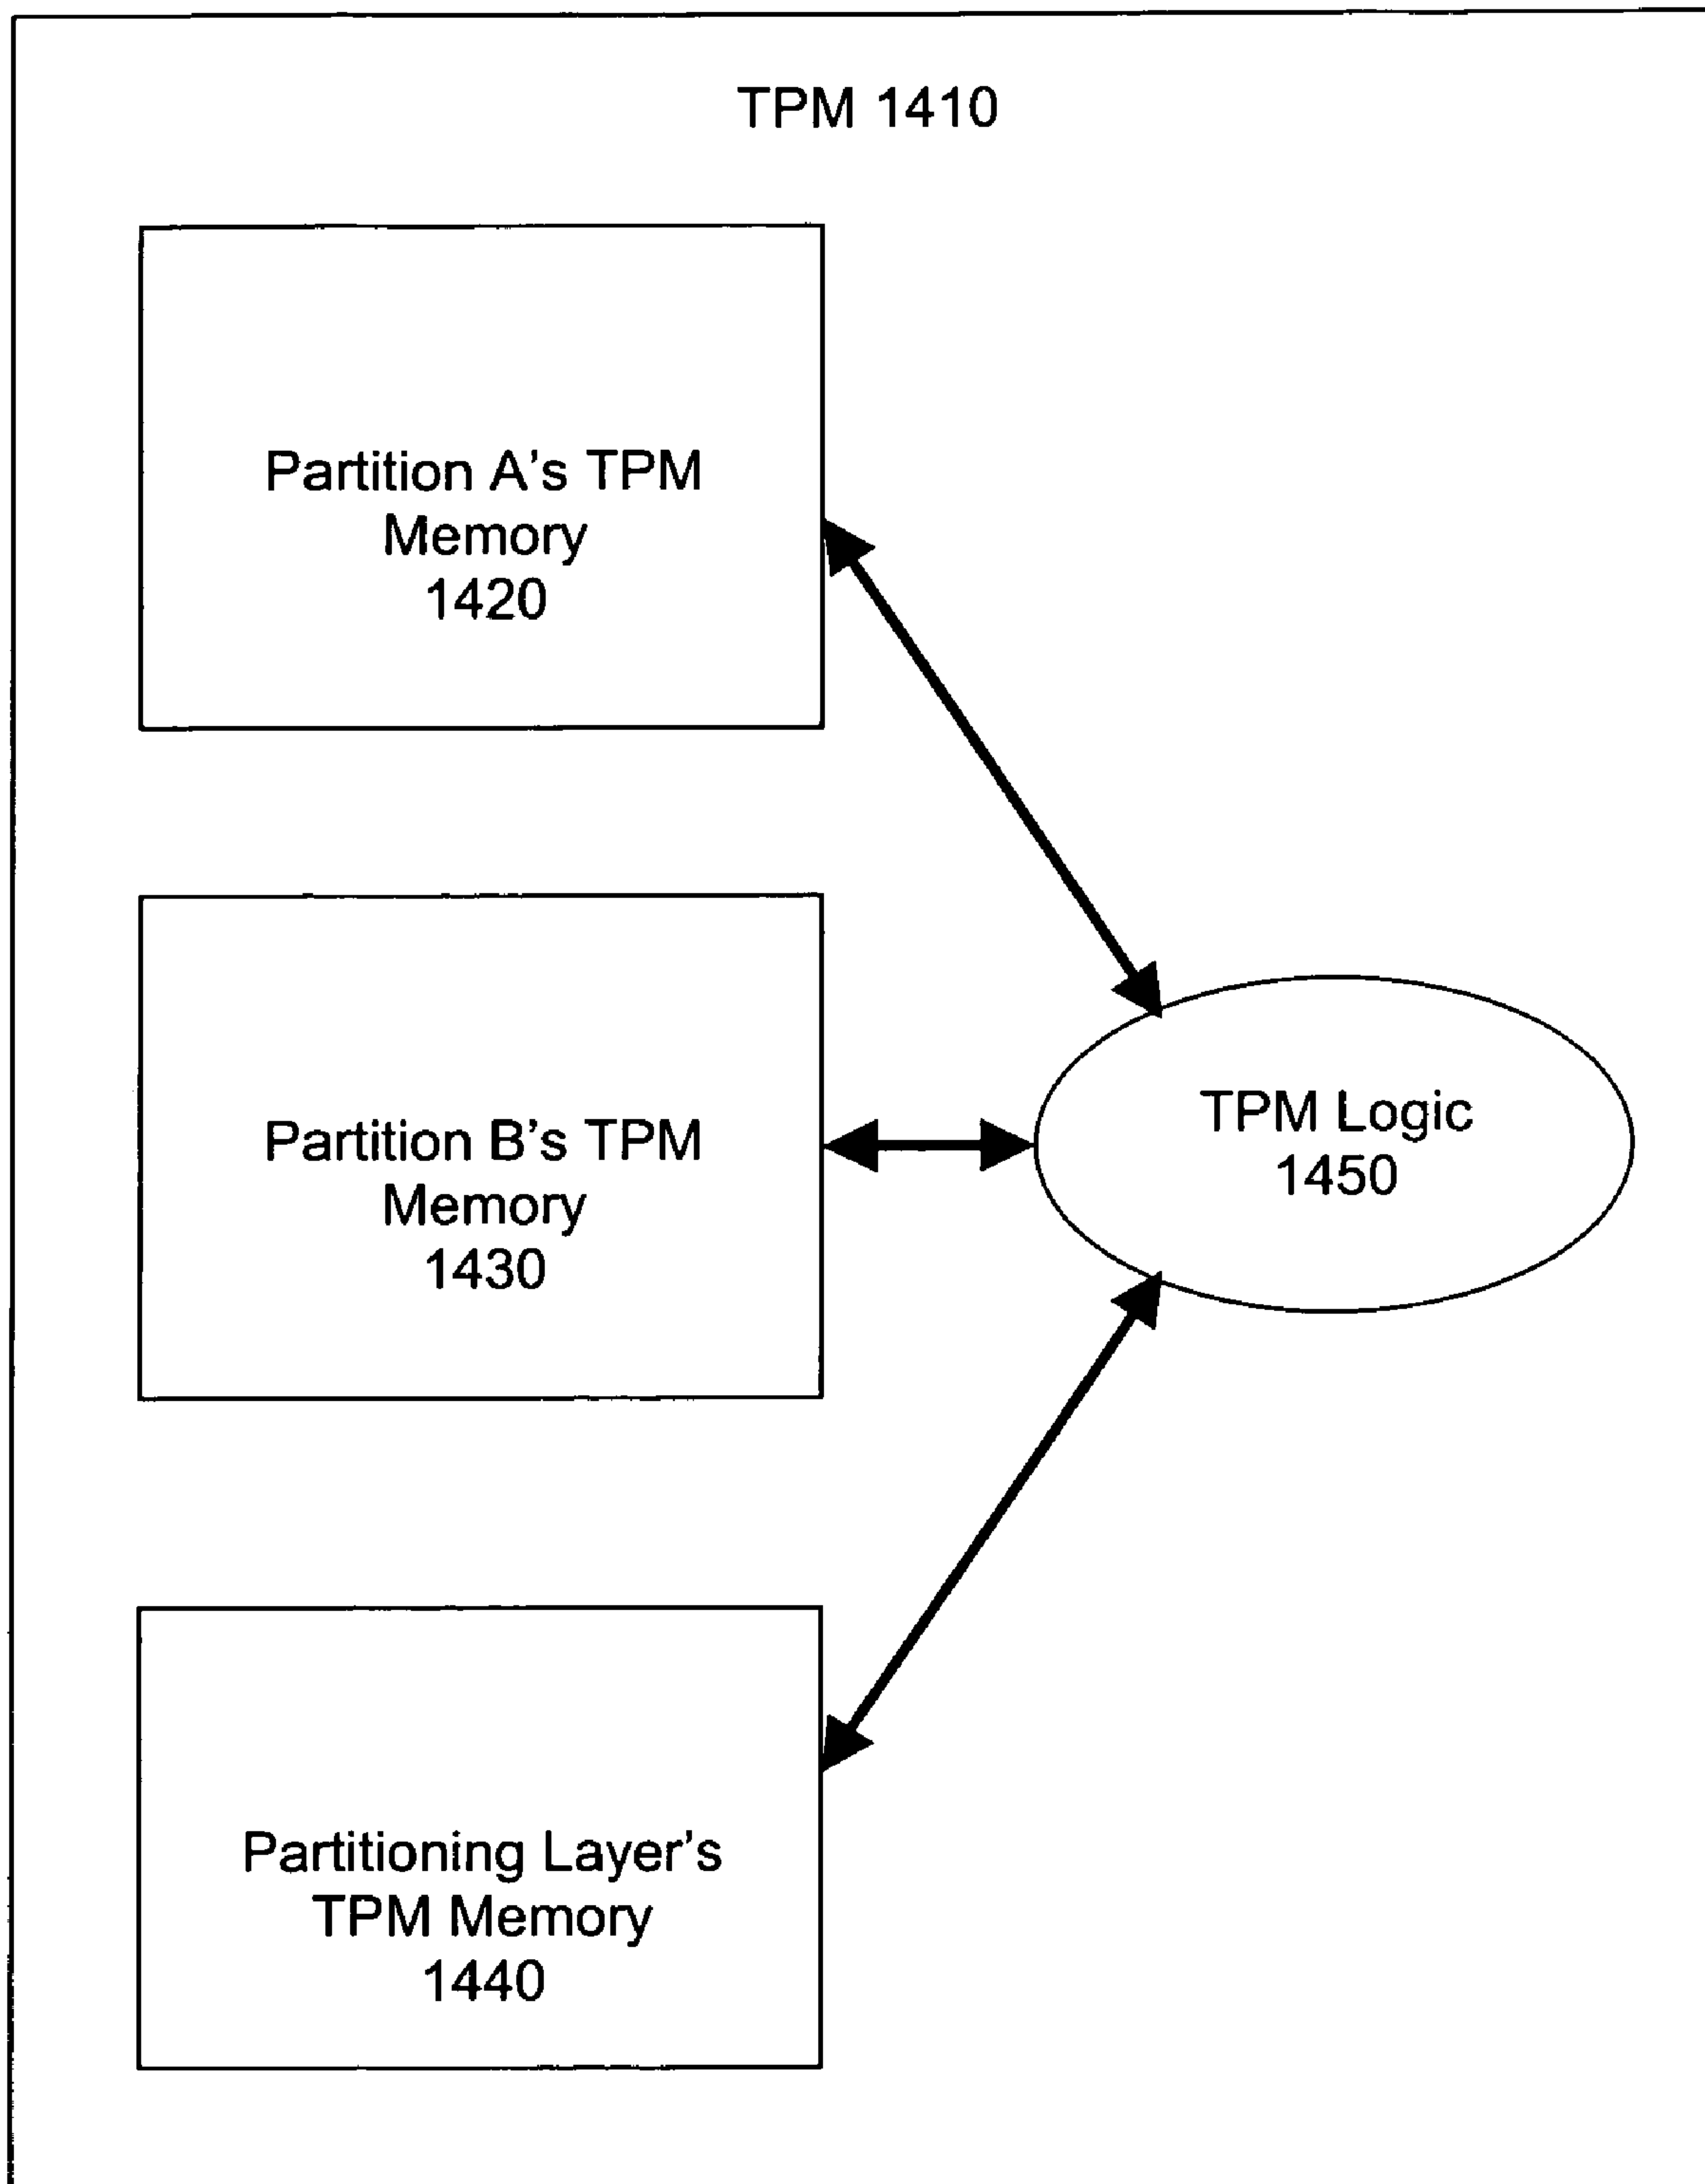 TPM 1410
Partition A's TPM
Memory
1420
Partition B's TPM
Memory
1430
TPM Logic
1450
Partitioning Layer's
TPM Memory
1440